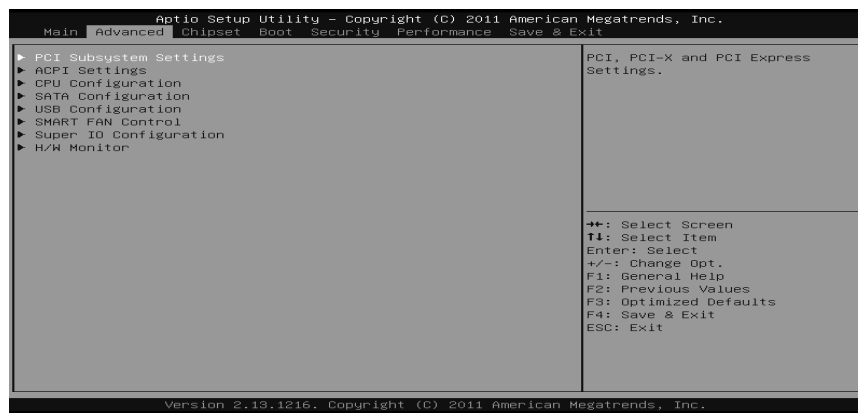 Aptio Setup Utility – Copyright (C) 2011 American Megatrends, Inc.
Main Advanced Chipset Boot Security Performance Save & Exit
► PCI Subsystem Settings
► ACPI Settings
► CPU Configuration
► SATA Configuration
► USB Configuration
► SMART FAN Control
► Super IO Configuration
► H/W Monitor
PCI, PCI-X and PCI Express
Settings.
→←: Select Screen
↑↓: Select Item
Enter: Select
+/-: Change Opt.
F1: General Help
F2: Previous Values
F3: Optimized Defaults
F4: Save & Exit
ESC: Exit
Version 2.13.1216. Copyright (C) 2011 American Megatrends, Inc.